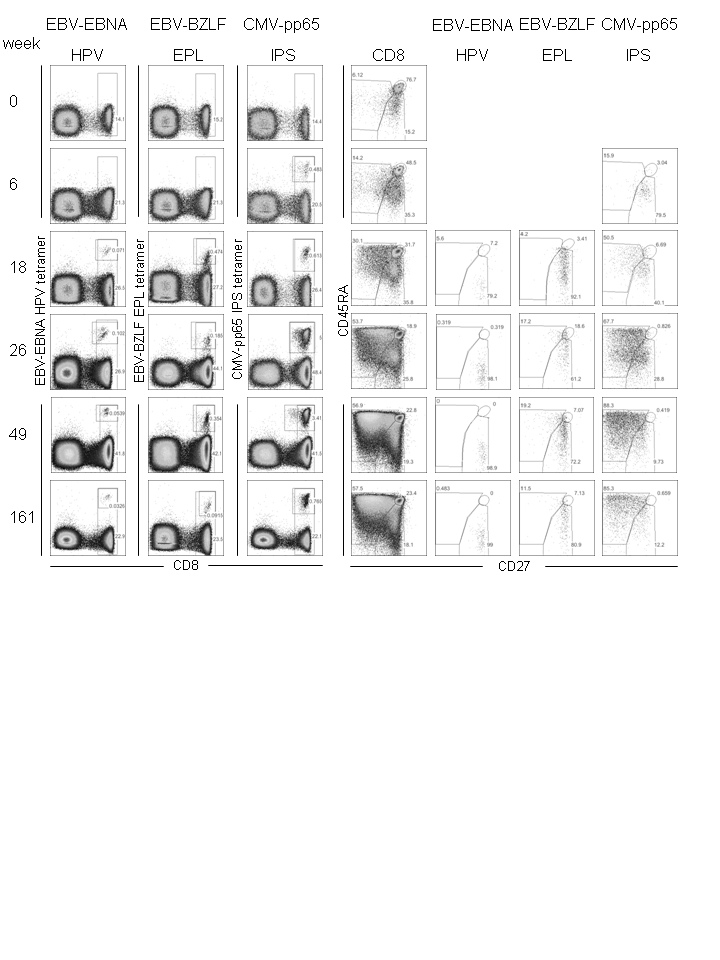 EBV-EBNA EBV-BZLF CMV-pp65 EBV-EBNA EBV-BZLF CMV-pp65
week
HPV EPL IPS CD8 HPV EPL IPS
0
14.1 15.2 14.4 6.12 76.7 15.2
6
21.3 21.3 0.483 20.5 14.2 48.5 35.3 15.9 3.04 79.5
18
0.071 26.5 0.474 27.2 0.613 26.4 30.1 31.7 35.8 5.6 7.2 79.2 4.2 3.41 92.1 50.5 6.69 40.1
26
0.102 26.9 0.185 44.1 48.4 53.7 18.9 25.8 0.319 0.319 98.1 17.2 18.6 61.2 67.7 0.826 28.8
49
0.0539 41.8 0.354 42.1 3.41 41.5 56.9 22.8 19.3 0 0 98.9 19.2 7.07 72.2 88.3 0.419 9.73
161
0.0326 22.9 0.0915 23.5 0.765 22.1 57.5 23.4 18.1 0.483 0 99 11.5 7.13 80.9 85.3 0.659 12.2
EBV-EBNA HPV tetramer
EBV-BZLF EPL tetramer
CMV-pp65 IPS tetramer
CD45RA
CD8
CD27